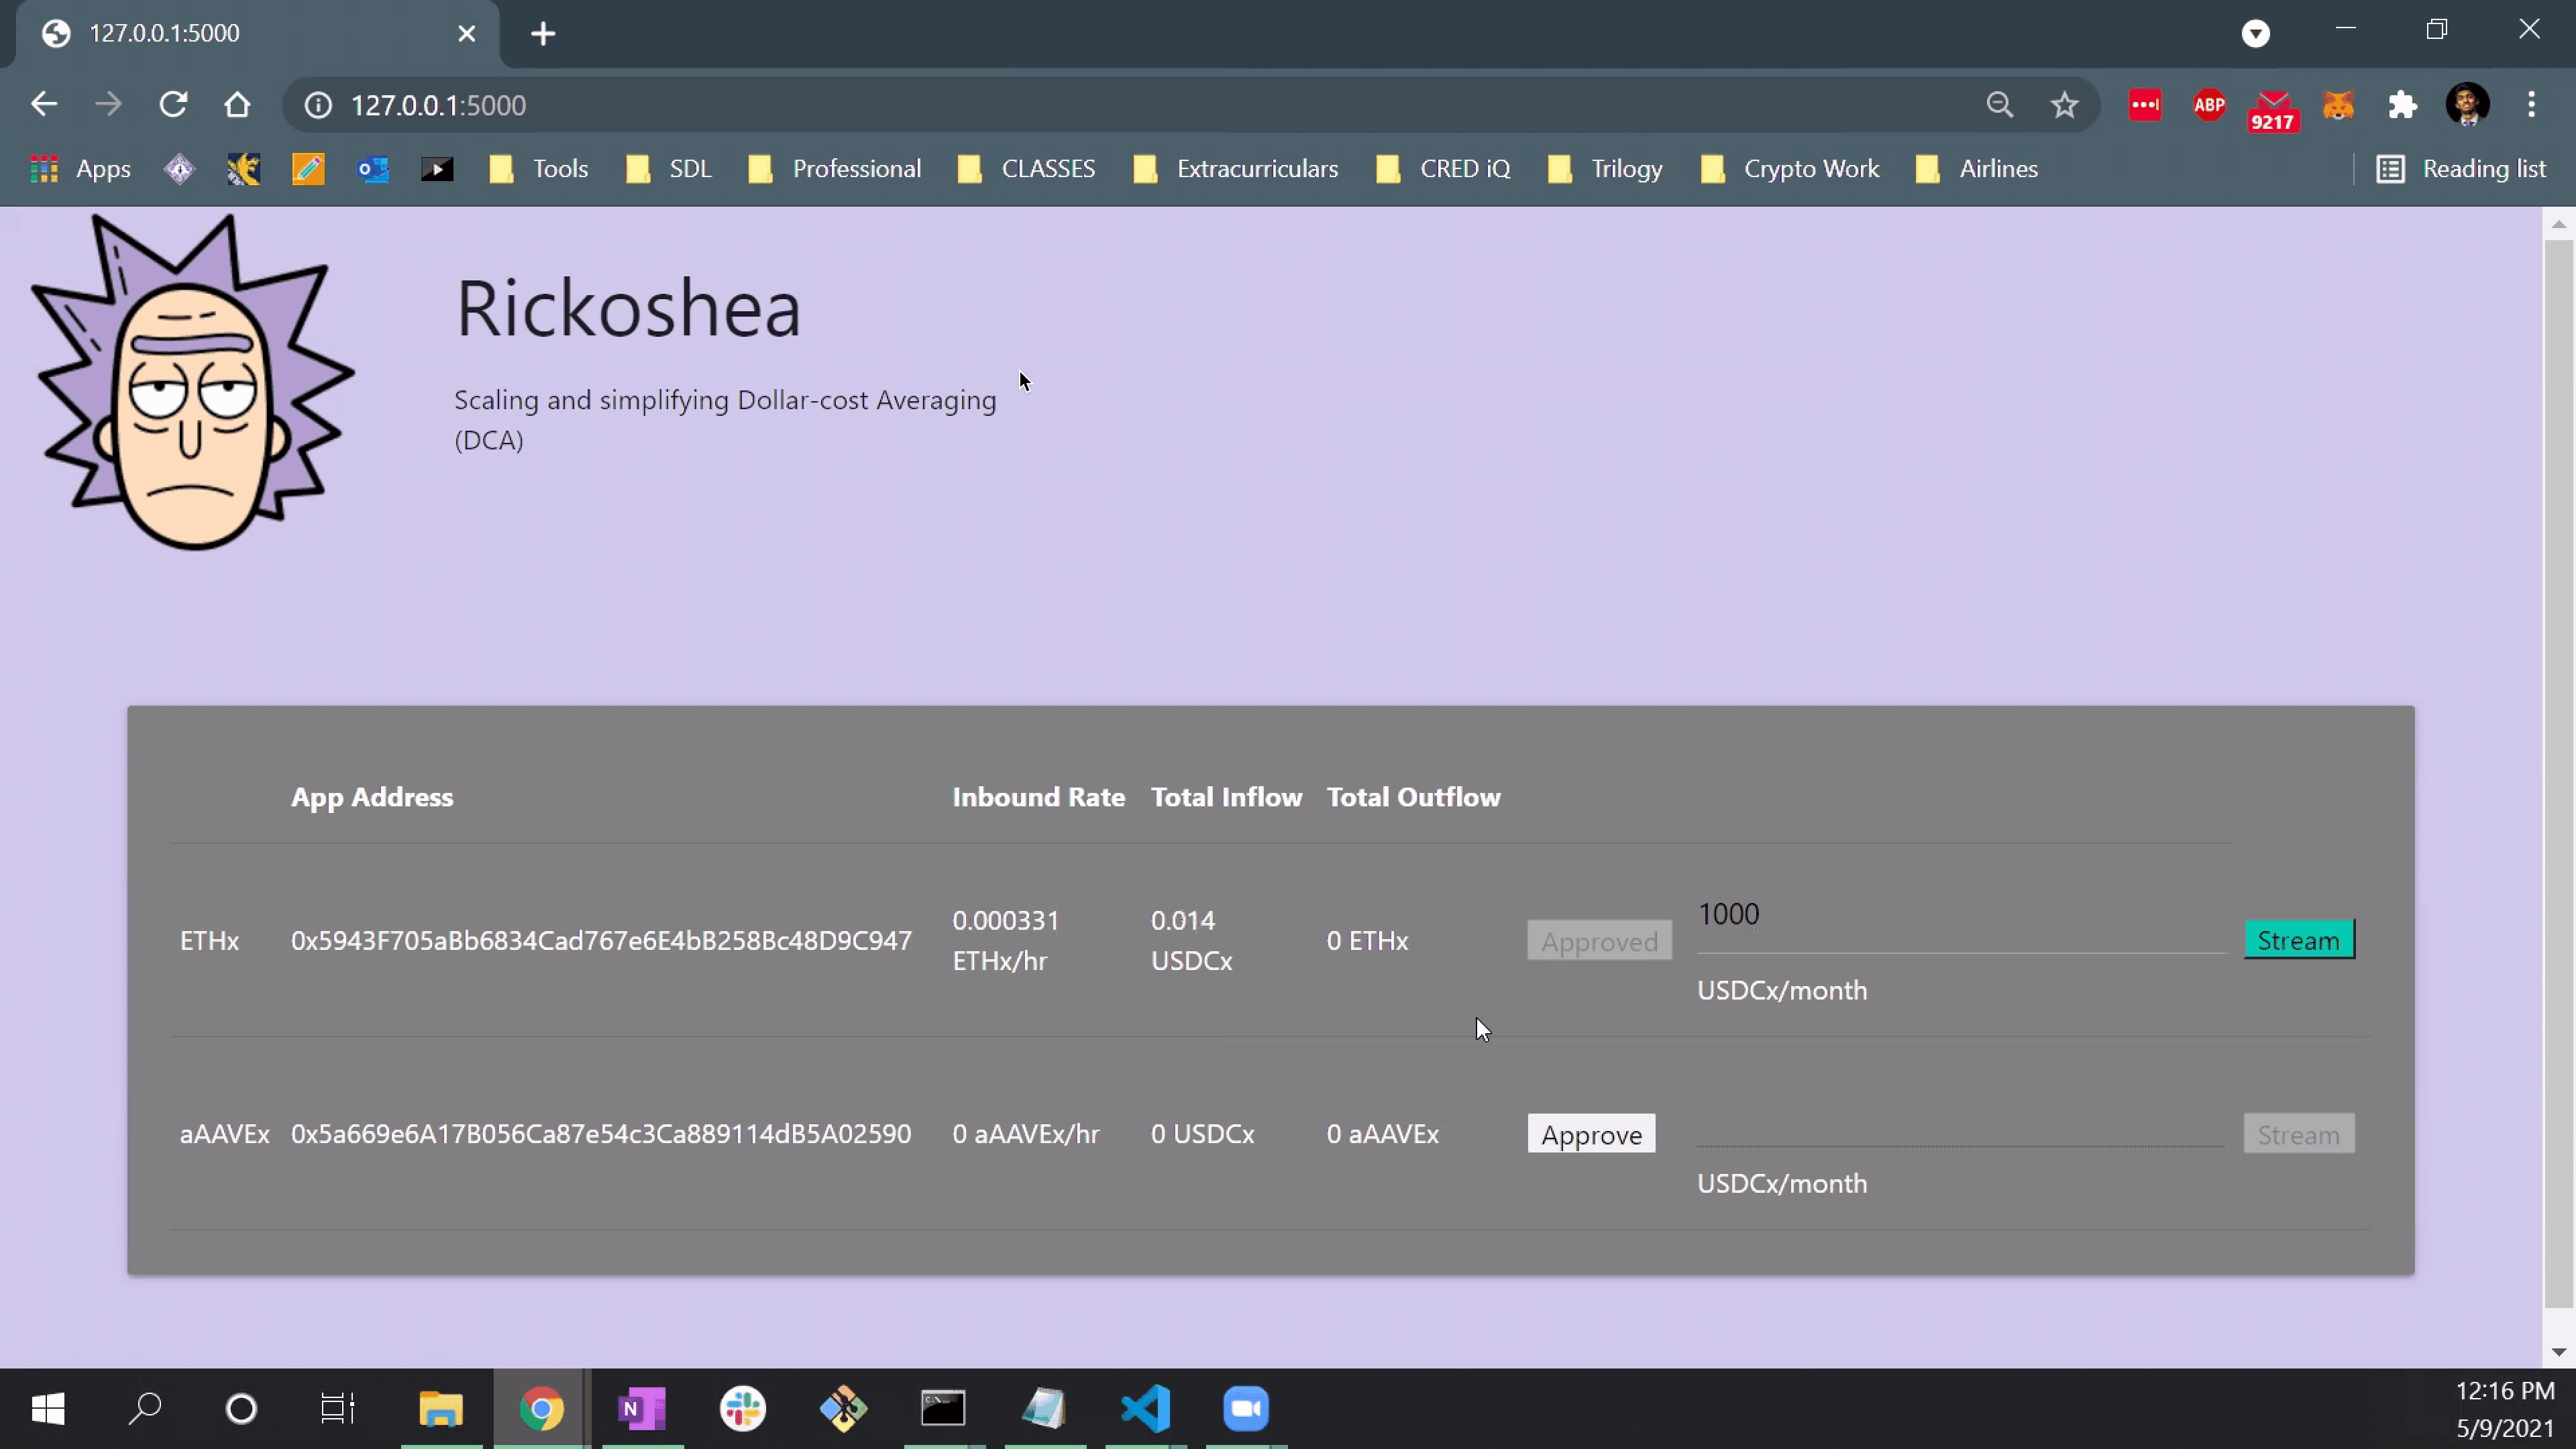 127.0.0.1:5000
127.0.0.1:5000
ABP
9217
Apps
Tools
SDL
Professional
CLASSES
Extracurriculars
CRED iQ
Trilogy
Crypto Work
Airlines
Reading list
Rickoshea
Scaling and simplifying Dollar-cost Averaging
(DCA)
App Address Inbound Rate Total Inflow Total Outflow
ETHx 0x5943F705aBb6834Cad767e6E4bB258Bc48D9C947 0.000331 ETHx/hr 0.014 USDCx 0 ETHx Approved 1000 USDCx/month Stream
aAAVEx 0x5a669e6A17B056Ca87e54c3Ca889114dB5A02590 0 aAAVEx/hr 0 USDCx 0 aAAVEx Approve USDCx/month Stream
N
12:16 PM
5/9/2021